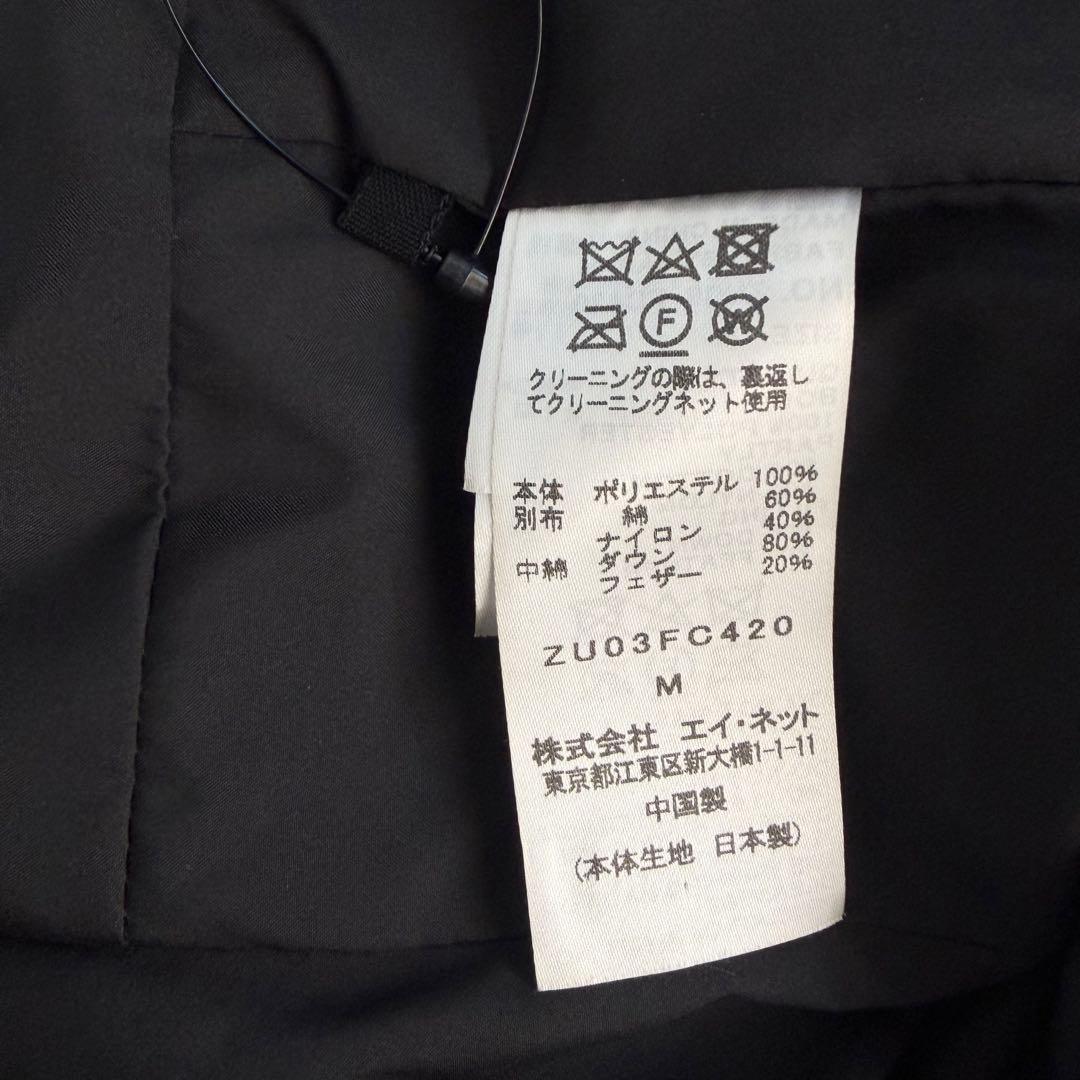 F
W
クリーニングの際は、裏返し
てクリーニングネット使用
本体 ポリエステル 100%
別布 綿 60%
ナイロン 40%
中綿 ダウン 80%
フェザー 20%
ZU03FC420
M
株式会社 エイ・ネット
東京都江東区新大橋1-1-11
中国製
(本体生地 日本製)